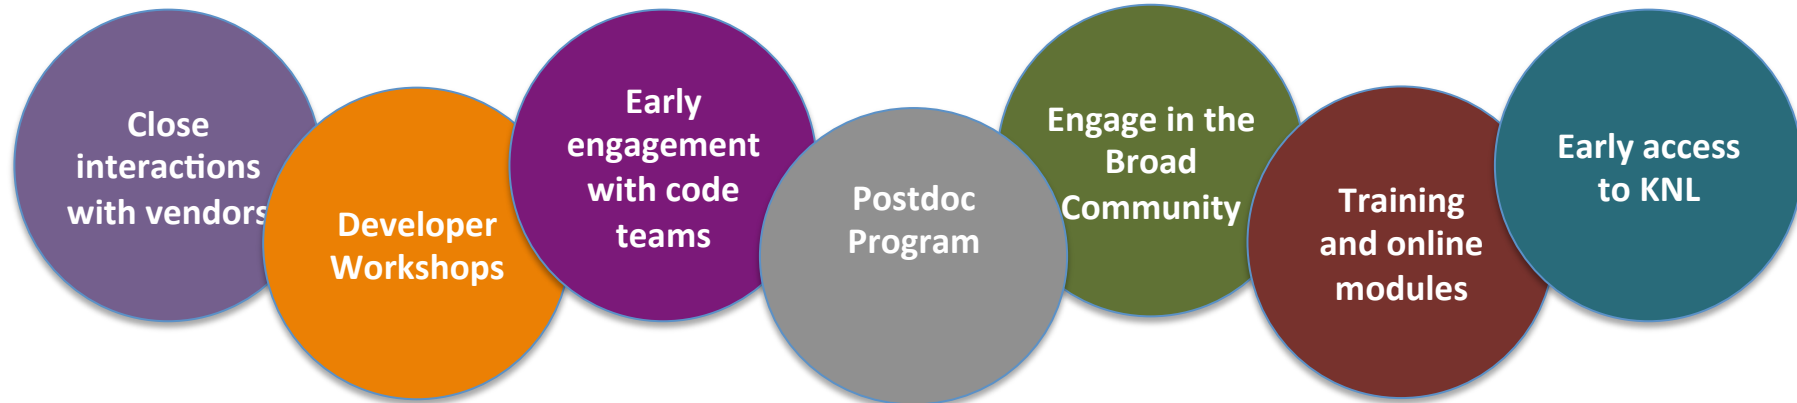 Close
interactions
with vendors
Developer
Workshops
Early
engagement
with code
teams
Postdoc
Program
Engage in the
Broad
Community
Training
and online
modules
Early access
to KNL